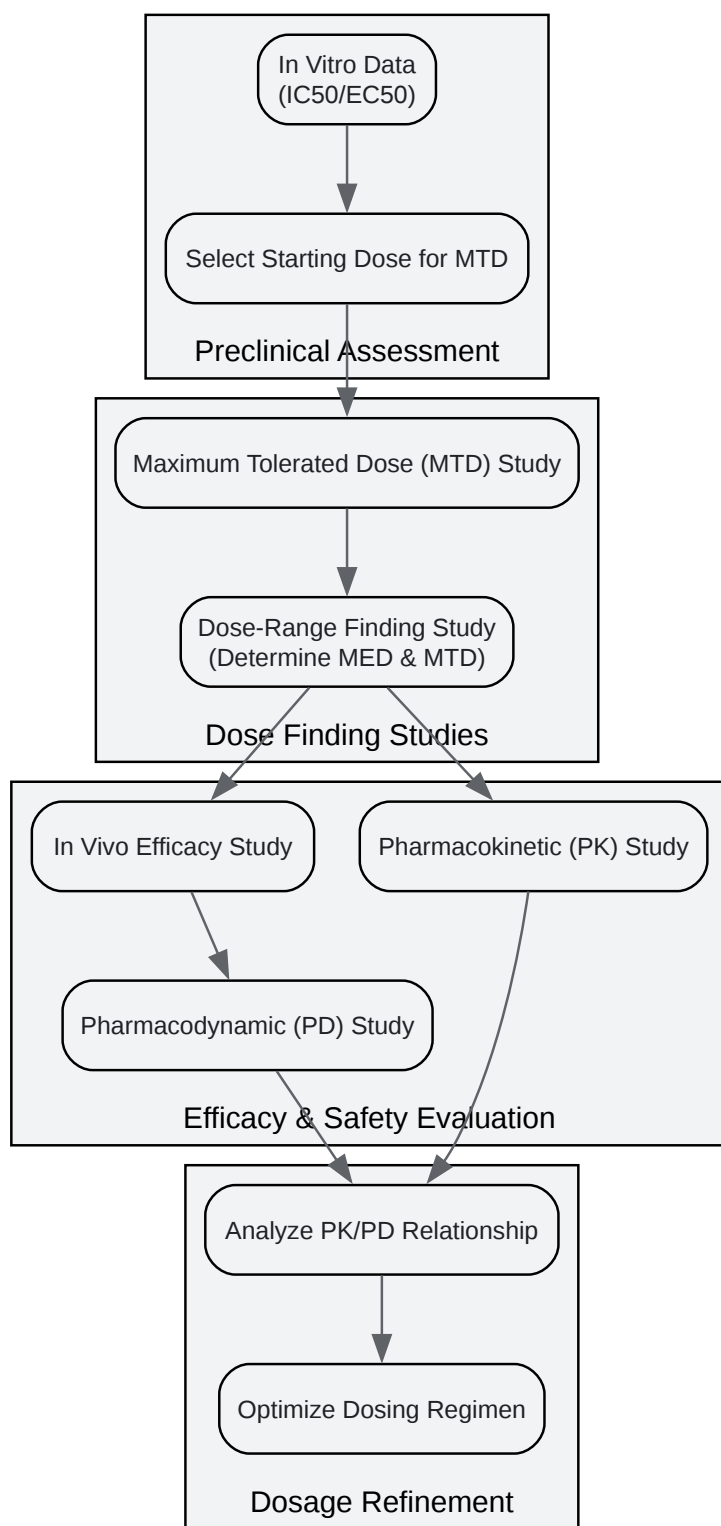 In Vitro Data
(IC50/EC50)
Select Starting Dose for MTD
Preclinical Assessment
Maximum Tolerated Dose (MTD) Study
Dose-Range Finding Study
(Determine MED & MTD)
Dose Finding Studies
In Vivo Efficacy Study
Pharmacokinetic (PK) Study
Pharmacodynamic (PD) Study
Efficacy & Safety Evaluation
Analyze PK/PD Relationship
Optimize Dosing Regimen
Dosage Refinement